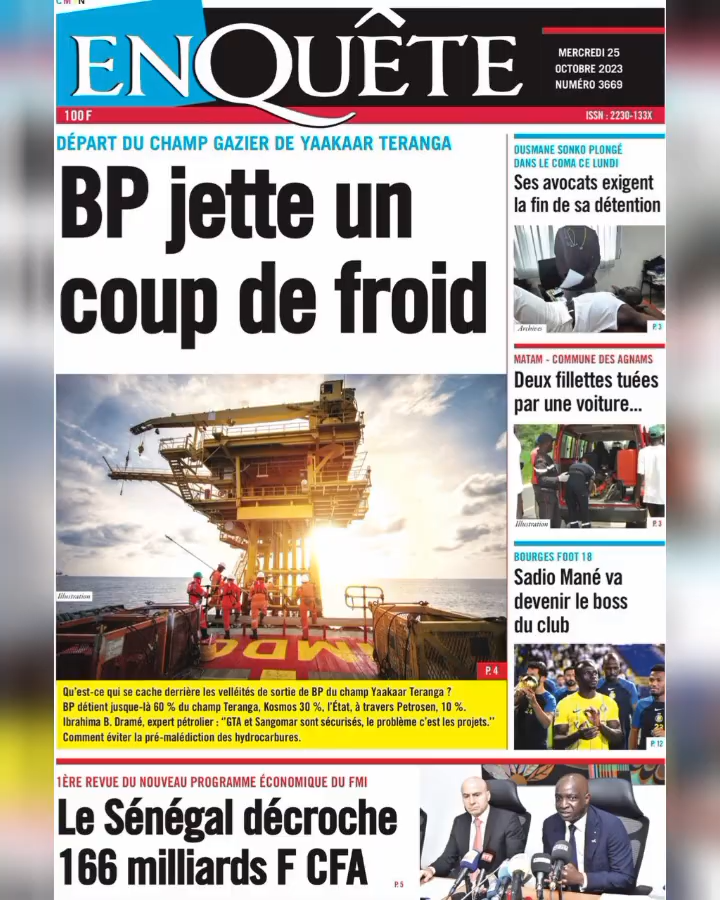 CMYN
ENQUÊTE
MERCREDI 25
OCTOBRE 2023
NUMÉRO 3669
100 F
ISSN : 2230-133X
DÉPART DU CHAMP GAZIER DE YAAKAAR TERANGA
BP jette un
coup de froid
Illustration
IMDC
P.4
Qu'est-ce qui se cache derrière les velléités de sortie de BP du champ Yaakaar Teranga ?
BP détient jusque-là 60 % du champ Teranga, Kosmos 30 %, l'État, à travers Petrosen, 10 %.
Ibrahima B. Dramé, expert pétrolier : "GTA et Sangomar sont sécurisés, le problème c'est les projets."
Comment éviter la pré-malédiction des hydrocarbures.
OUSMANE SONKO PLONGÉ
DANS LE COMA CE LUNDI
Ses avocats exigent
la fin de sa détention
Archives
P.3
MATAM - COMMUNE DES AGNAMS
Deux fillettes tuées
par une voiture...
Illustration
P.3
BOURGES FOOT 18
Sadio Mané va
devenir le boss
du club
P.12
1ÈRE REVUE DU NOUVEAU PROGRAMME ÉCONOMIQUE DU FMI
Le Sénégal décroche
166 milliards F CFA
P.5